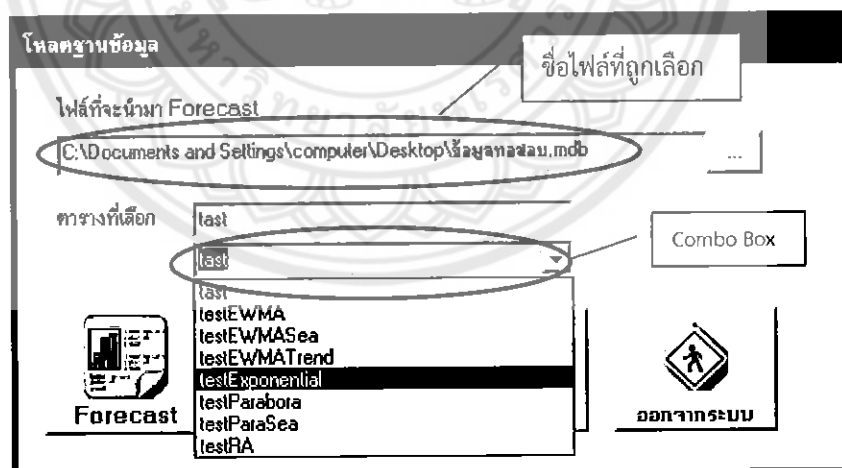 โหลดฐานข้อมูล
ชื่อไฟล์ที่ถูกเลือก
ไฟล์ที่จะนำมา Forecast
C:\Documents and Settings\computer\Desktop\ข้อมูลทอสอบ.mdb
...
ตารางที่เลือก
tast
tast
Combo Box
tast
testEWMA
testEWMASea
testEWMATrend
testExponential
testParabora
testParaSea
testRA
Forecast
ออกจากระบบ